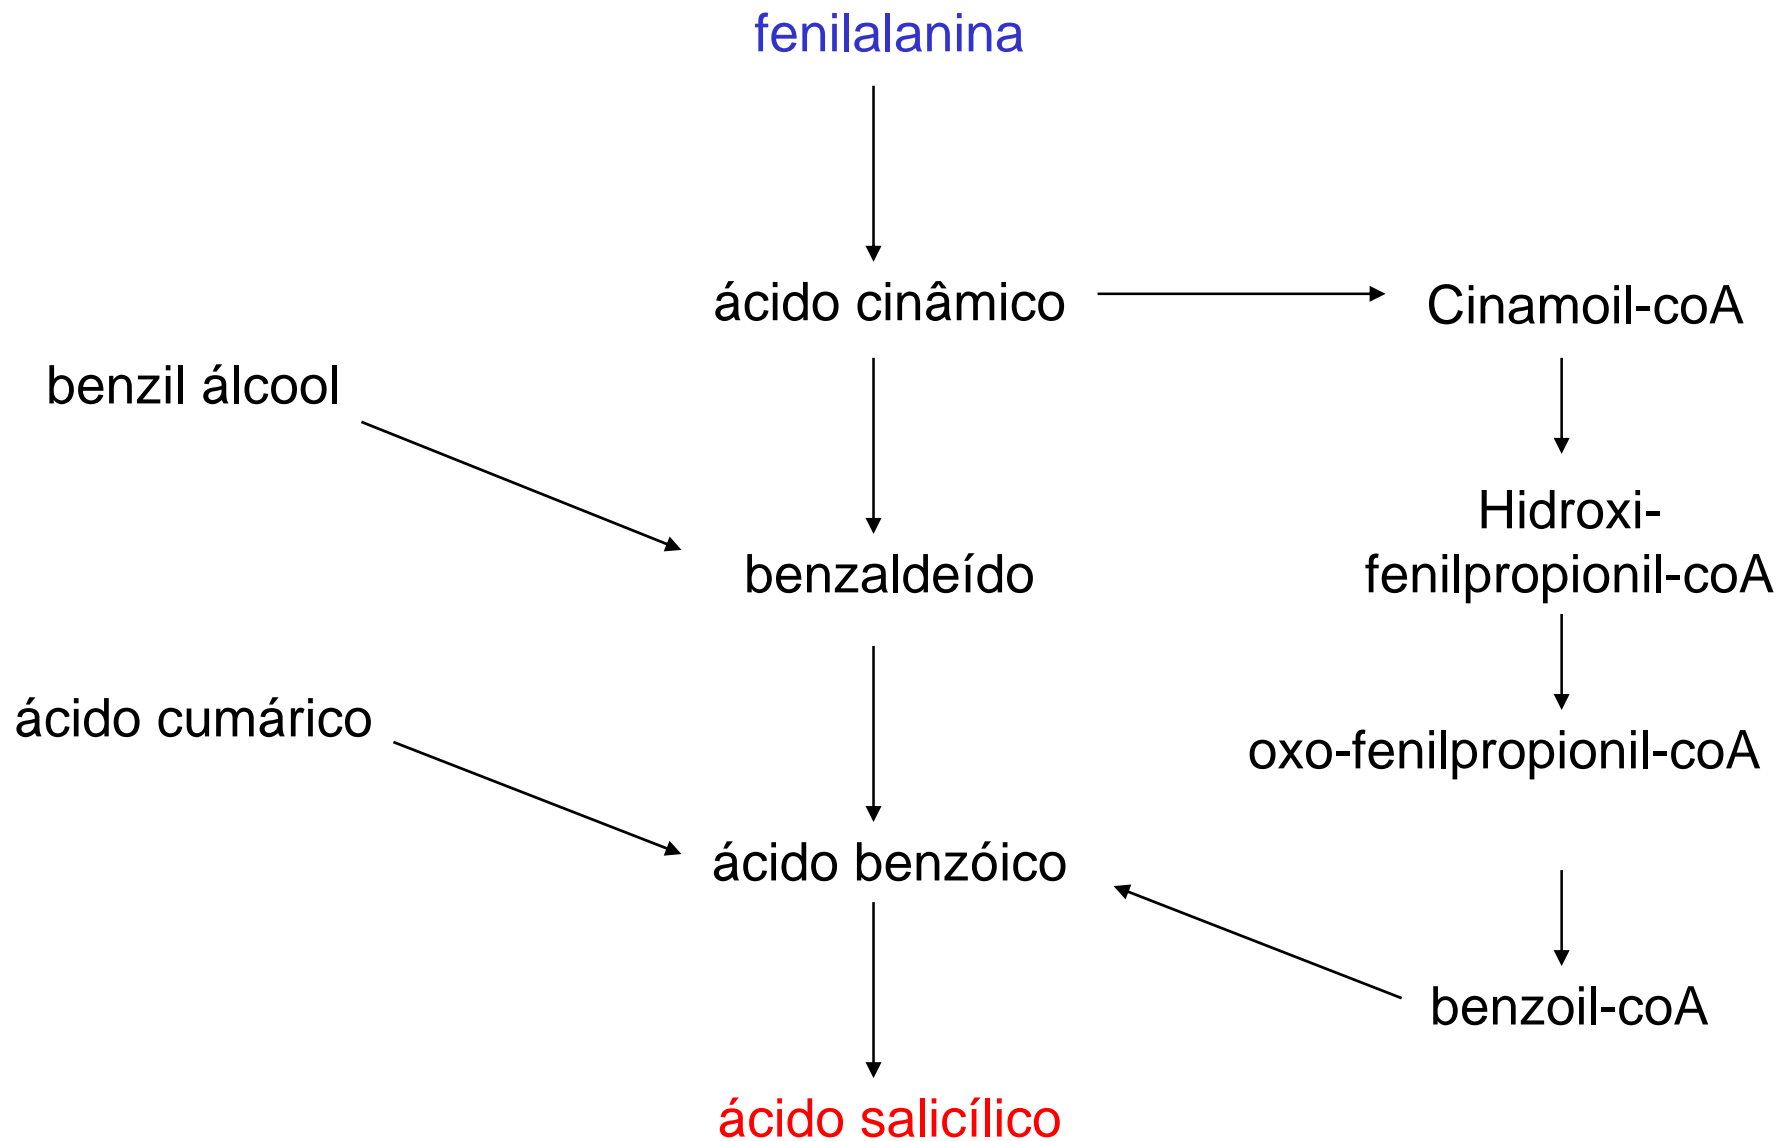 fenilalanina
ácido cinâmico
Cinamoil-coA
benzil álcool
Hidroxi-
fenilpropionil-coA
benzaldeído
ácido cumárico
oxo-fenilpropionil-coA
ácido benzóico
benzoil-coA
ácido salicílico